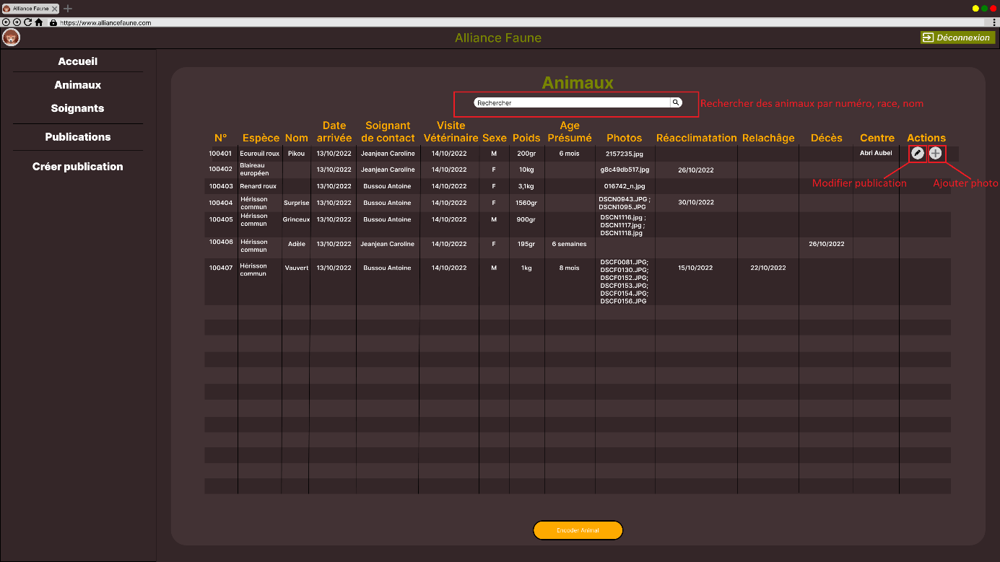 Alliance Faune
https://www.alliancefaune.com
Alliance Faune
Déconnexion
Accueil
Animaux
Soignants
Publications
Créer publication
Animaux
Rechercher
Rechercher des animaux par numéro, race, nom
N° Espèce Nom Date arrivée Soignant de contact Visite Vétérinaire Sexe Poids Age Présumé Photos Réacclimatation Relachâge Décès Centre Actions
100401 Ecureuil roux Pikou 13/10/2022 Jeanjean Caroline 14/10/2022 M 200gr 6 mois 2157235.jpg Abri Aubel
Modifier publication
Ajouter photo
100402 Blaireau européen 13/10/2022 Jeanjean Caroline 14/10/2022 F 10kg g8c49db517.jpg 26/10/2022
100403 Renard roux 13/10/2022 Bussou Antoine 14/10/2022 F 3,1kg 016742_n.jpg
100404 Hérisson commun Surprise 13/10/2022 Bussou Antoine 14/10/2022 F 1560gr DSCN0943.JPG ; DSCN1095.JPG 30/10/2022
100405 Hérisson commun Grinceux 13/10/2022 Bussou Antoine 14/10/2022 M 900gr DSCN1116.jpg ; DSCN1117.jpg ; DSCN1118.jpg
100406 Hérisson commun Adèle 13/10/2022 Jeanjean Caroline 14/10/2022 F 195gr 6 semaines 26/10/2022
100407 Hérisson commun Vauvert 13/10/2022 Bussou Antoine 14/10/2022 M 1kg 8 mois DSCF0081.JPG; DSCF0130.JPG; DSCF0152.JPG; DSCF0153.JPG; DSCF0154.JPG; DSCF0156.JPG 15/10/2022 22/10/2022
Encoder Animal